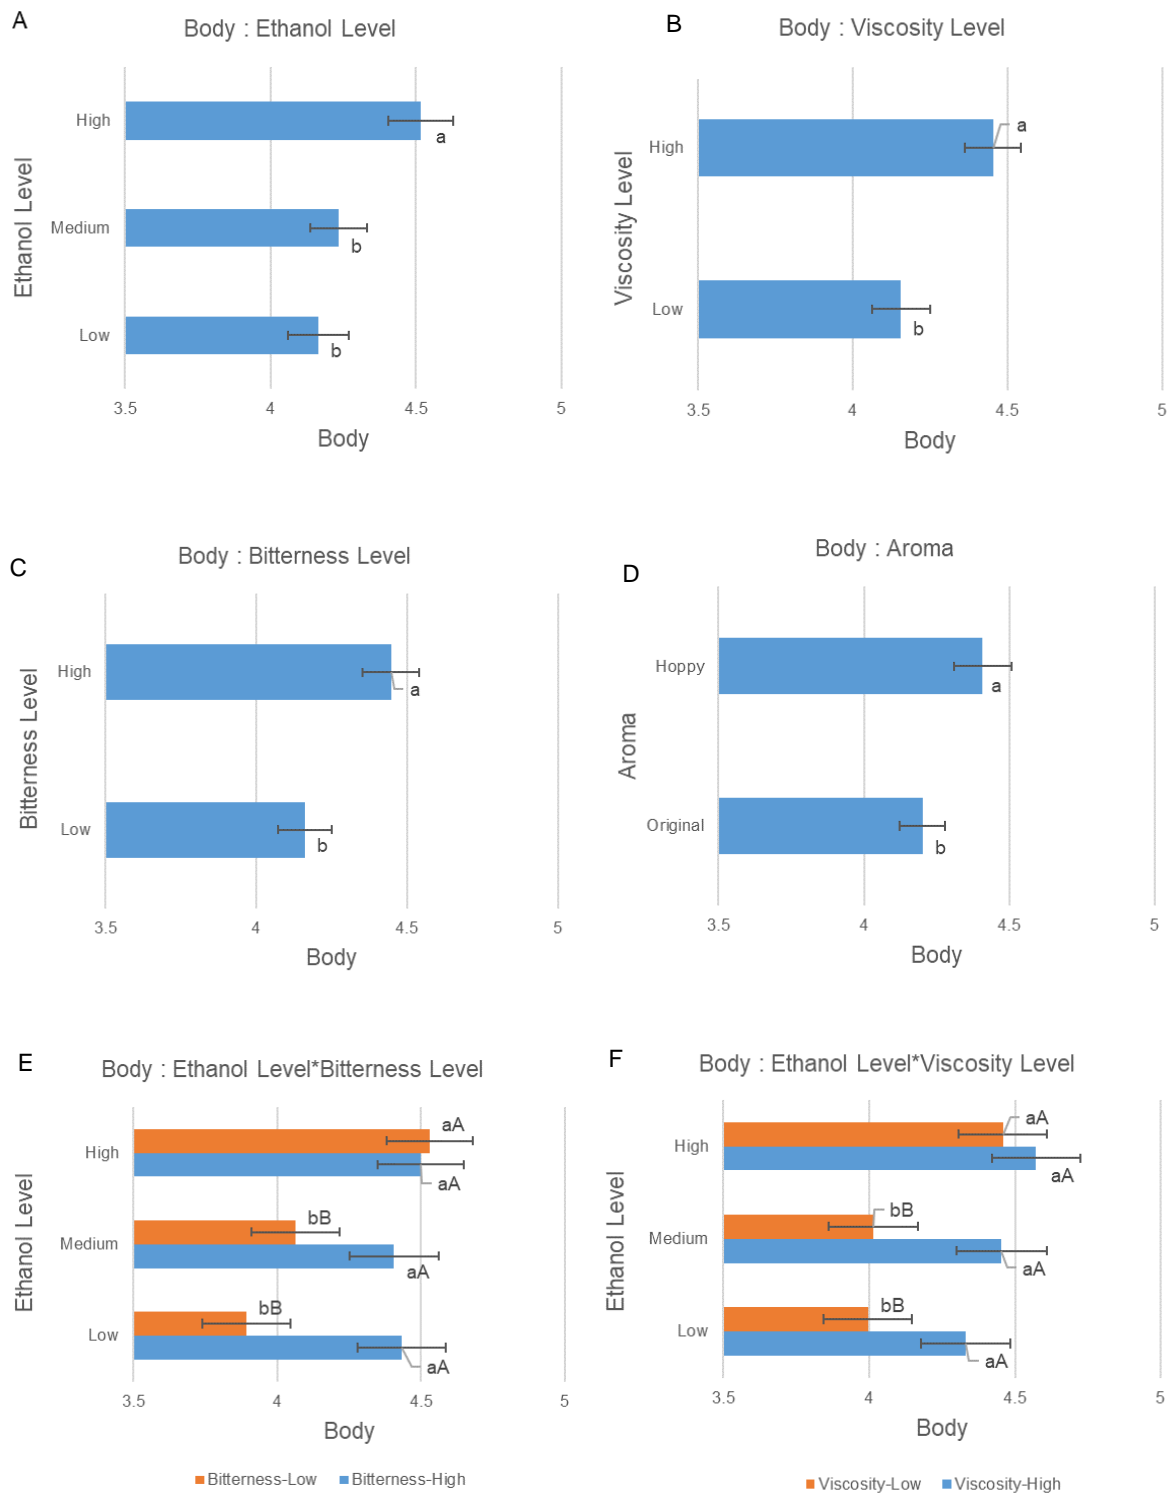 A
Body : Ethanol Level
High
a
Medium
b
Low
b
Ethanol Level
3.5 4 4.5 5
Body
B
Body : Viscosity Level
High
a
Low
b
Viscosity Level
3.5 4 4.5 5
Body
C
Body : Bitterness Level
High
a
Low
b
Bitterness Level
3.5 4 4.5 5
Body
D
Body : Aroma
Hoppy
a
Original
b
Aroma
3.5 4 4.5 5
Body
E
Body : Ethanol Level*Bitterness Level
aA
High
aA
bB
Medium
aA
bB
Low
aA
Ethanol Level
3.5 4 4.5 5
Body
Bitterness-Low Bitterness-High
F
Body : Ethanol Level*Viscosity Level
aA
High
aA
bB
Medium
aA
bB
Low
aA
Ethanol Level
3.5 4 4.5 5
Body
Viscosity-Low Viscosity-High